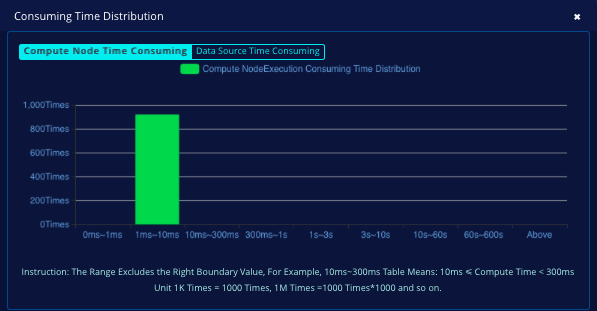 Consuming Time Distribution ✖
Compute Node Time Consuming Data Source Time Consuming
Compute NodeExecution Consuming Time Distribution
1,000Times
800Times
600Times
400Times
200Times
0Times
0ms~1ms 1ms~10ms 10ms~300ms 300ms~1s 1s~3s 3s~10s 10s~60s 60s~600s Above
Instruction: The Range Excludes the Right Boundary Value, For Example, 10ms~300ms Table Means: 10ms ⩽ Compute Time < 300ms
Unit 1K Times = 1000 Times, 1M Times =1000 Times*1000 and so on.